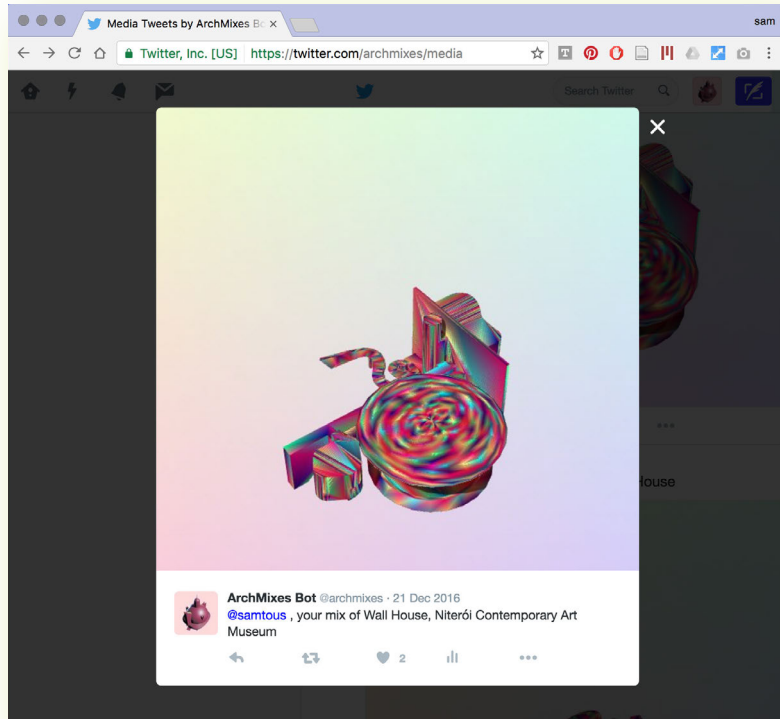 Media Tweets by ArchMixes Bo
sam
Twitter, Inc. [US] https://twitter.com/archmixes/media
Search Twitter
ArchMixes Bot @archmixes · 21 Dec 2016
@samtous , your mix of Wall House, Niterói Contemporary Art
Museum
2
House